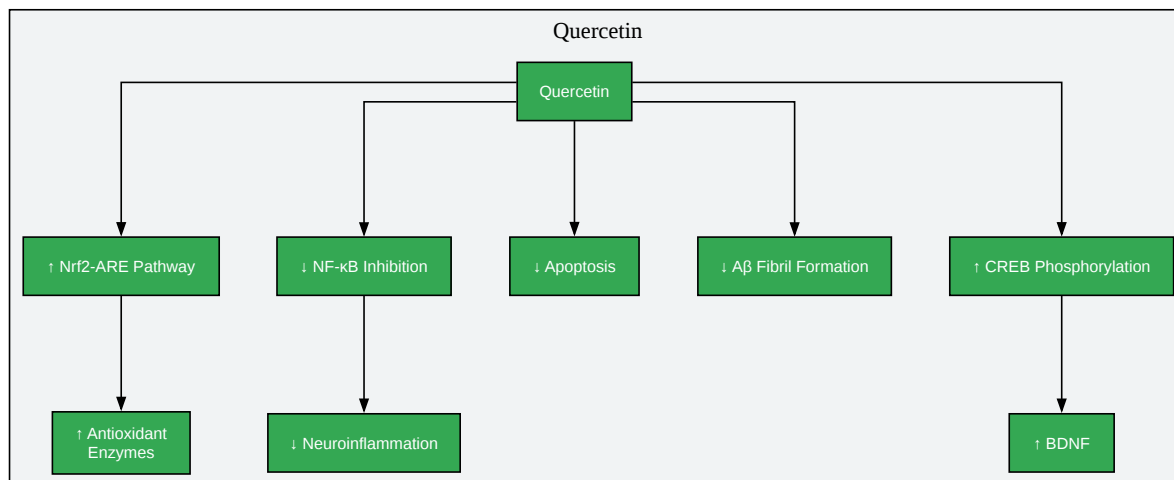 Quercetin
Quercetin
↑ Nrf2-ARE Pathway
↓ NF-κB Inhibition
↓ Apoptosis
↓ Aβ Fibril Formation
↑ CREB Phosphorylation
↑ Antioxidant
Enzymes
↓ Neuroinflammation
↑ BDNF